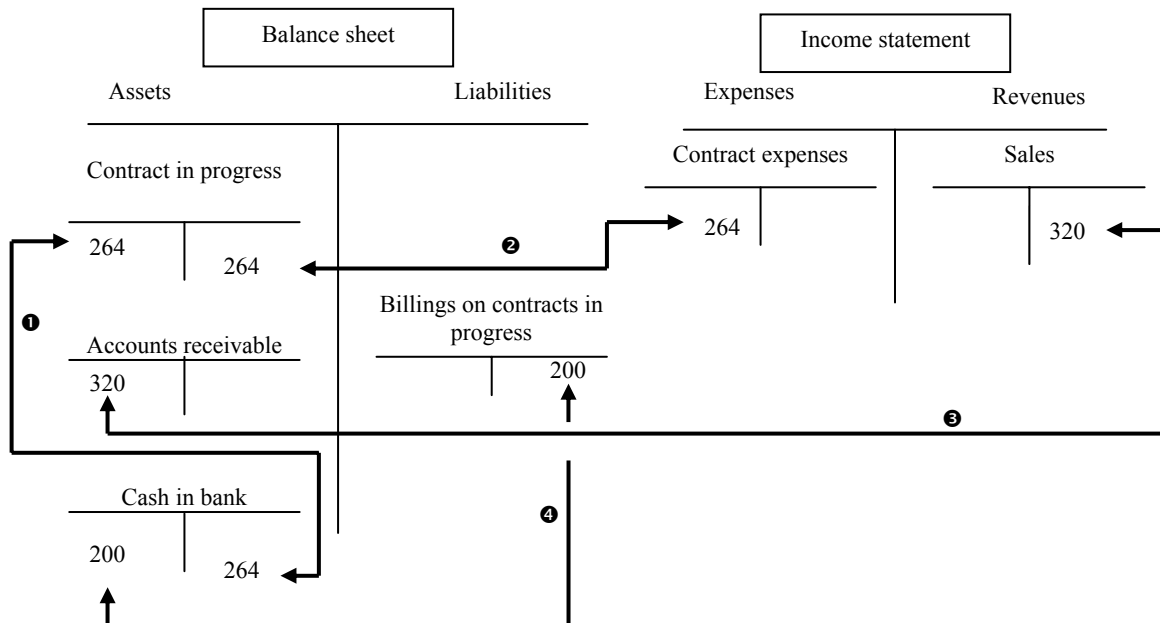 Balance sheet
Income statement
Assets
Liabilities
Expenses
Revenues
Contract in progress
Contract expenses
Sales
264
264
❷
264
320
❶
Billings on contracts in
progress
Accounts receivable
320
200
❸
Cash in bank
❹
200
264